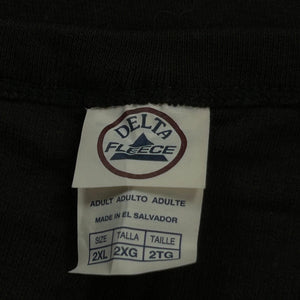 DELTA
FLEECE
ADULT ADULTO ADULTE
MADE IN EL SALVADOR
SIZE TALLA TAILLE
2XL 2XG 2TG